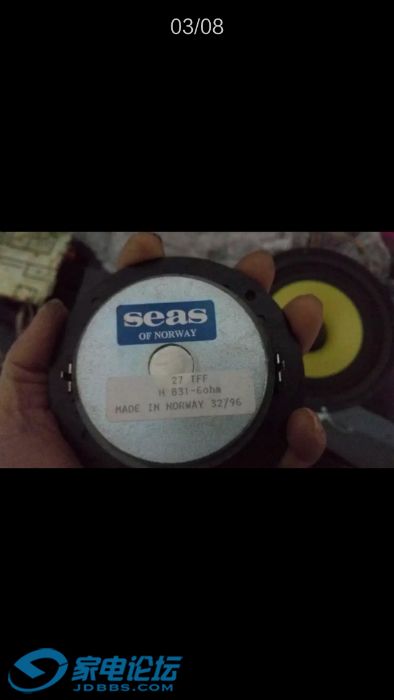 03/08
seas
OF NORWAY
27 TFF
H 831-6ohm
MADE IN NORWAY 32/96
家电论坛
JDBBS.COM